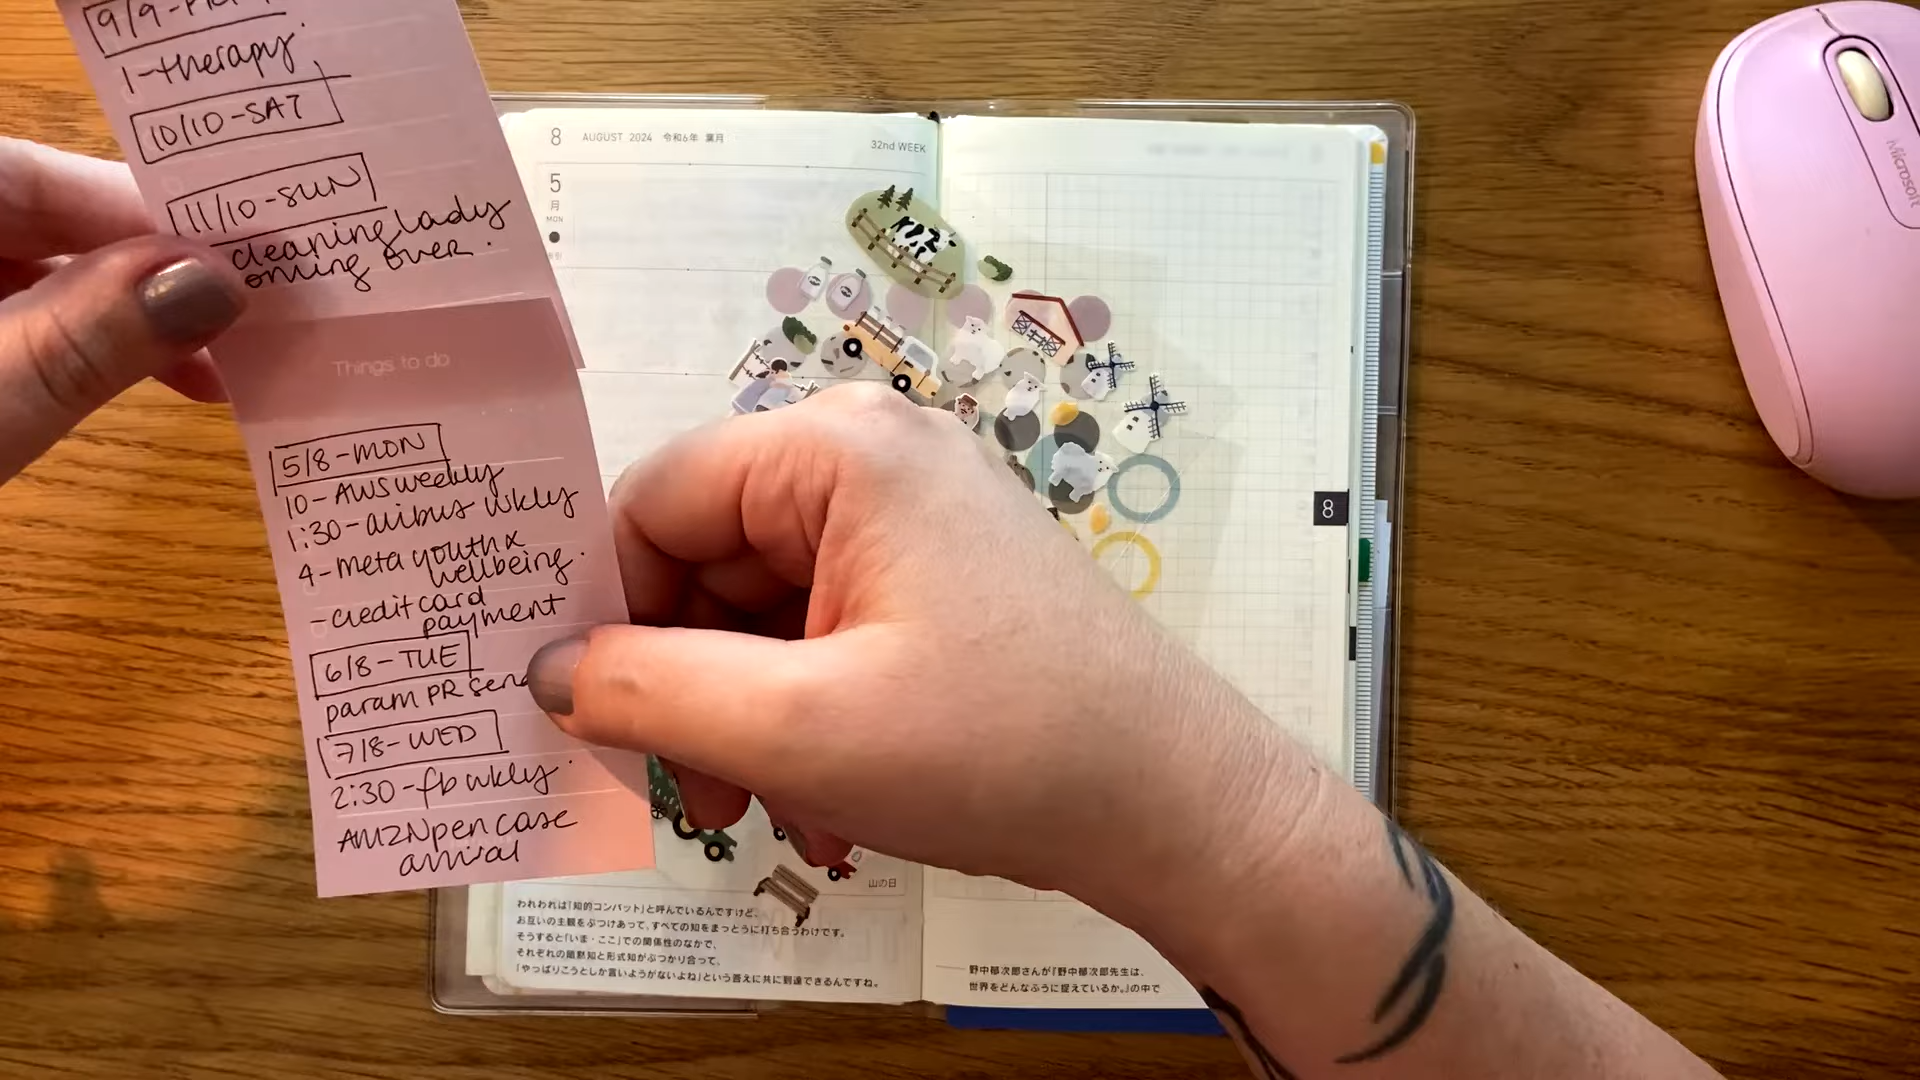 9/9-FRI
1-therapy.
10/10-SAT
11/10-SUN
cleaning lady
coming over.
Things to do
5/8-MON
10-AWS weekly
1:30-alibus wkly
4-meta youth x
wellbeing.
-credit card
payment
6/8-TUE
param PR send
7/8-WED
2:30-fb wkly.
AMZN pen case
arrival
8 AUGUST 2024 令和6年 葉月
32nd WEEK
5
月
MON
8
山の日
われわれは「知的コンバット」と呼んでいるんですけど、
お互いの主観をぶつけあって、すべての知をまっとうに打ち合うわけです。
そうすると「いま・ここ」での関係性のなかで、
それぞれの暗黙知と形式知がぶつかり合って、
「やっぱりこうとしか言いようがないよね」という答えに共に到達できるんですね。
野中郁次郎さんが『野中郁次郎先生は、
世界をどんなふうに捉えているか。』の中で
Microsoft